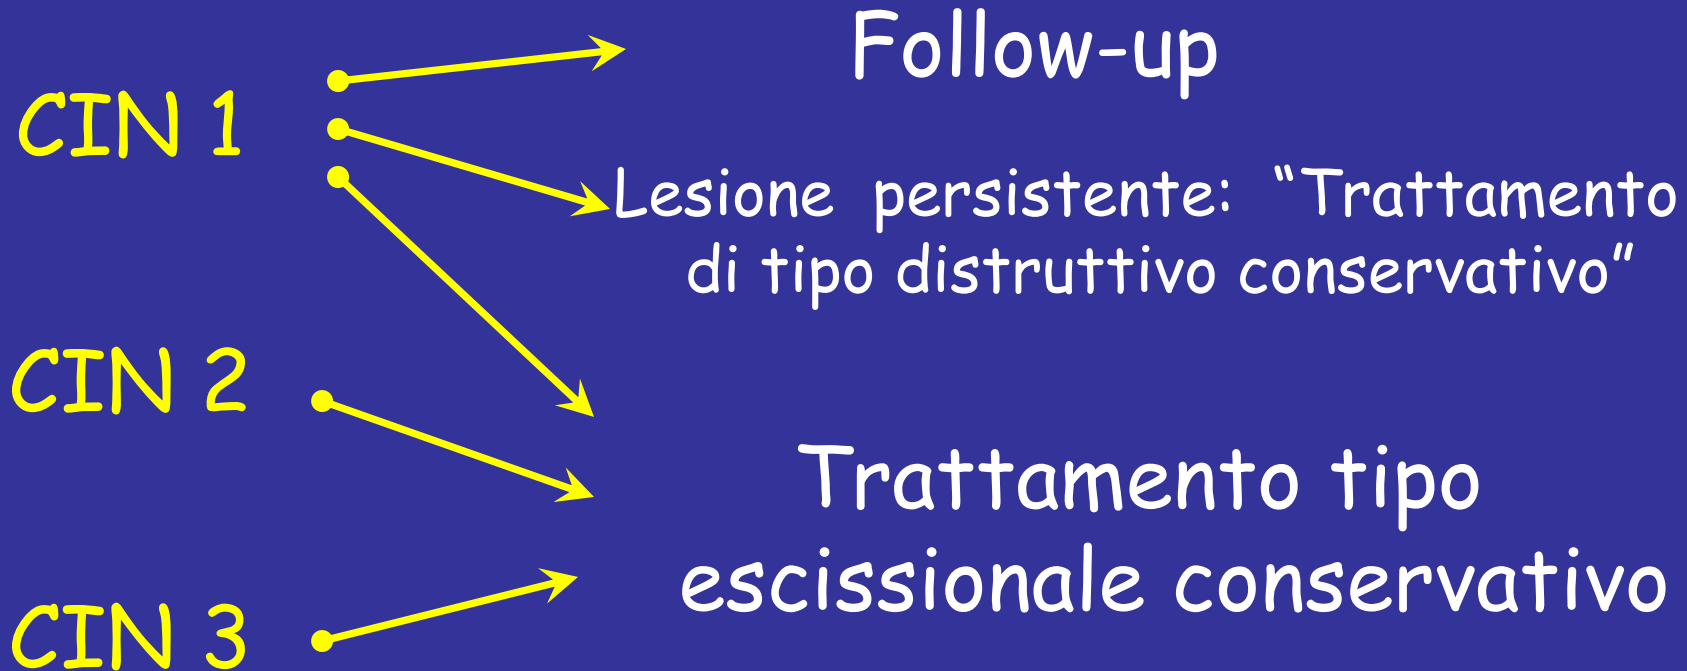 Follow-up
CIN 1
Lesione persistente: “Trattamento
di tipo distruttivo conservativo”
CIN 2
Trattamento tipo
escissionale conservativo
CIN 3